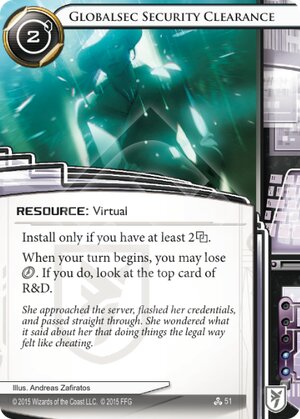 Globalsec Security Clearance
2
RESOURCE: Virtual
Install only if you have at least 2.
When your turn begins, you may lose
. If you do, look at the top card of
R&D.
She approached the server, flashed her credentials,
and passed straight through. She wondered what
it said about her that doing things the legal way
felt like cheating.
Illus. Andreas Zafiratos
© 2015 Wizards of the Coast LLC. © 2015 FFG
51